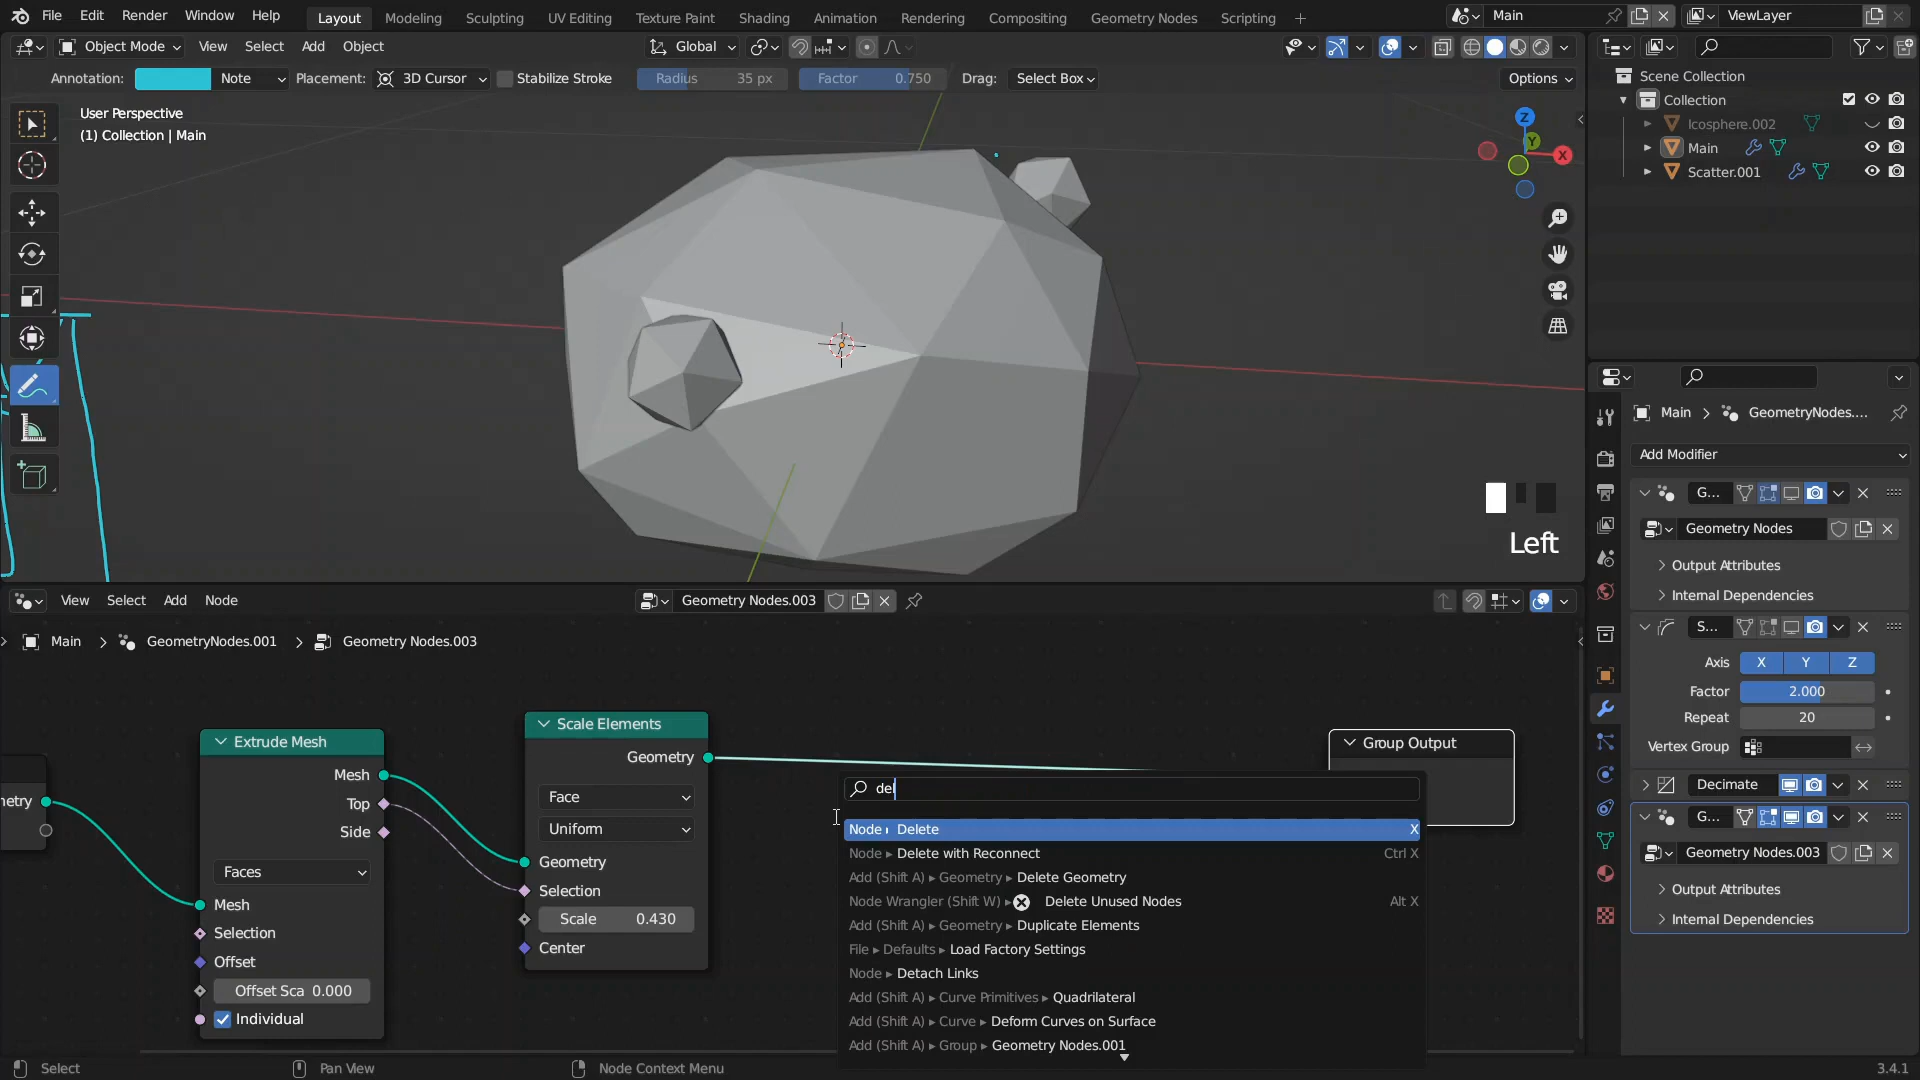 File Edit Render Window Help Layout Modeling Sculpting UV Editing Texture Paint Shading Animation Rendering Compositing Geometry Nodes Scripting + Main ViewLayer
Object Mode View Select Add Object Global
Annotation: Note Placement: 3D Cursor Stabilize Stroke Radius 35 px Factor 0.750 Drag: Select Box Options
User Perspective
(1) Collection | Main
Z
Y
X
Left
Scene Collection
Collection
Icosphere.002
Main
Scatter.001
Main > GeometryNodes....
Add Modifier
G...
Geometry Nodes
Output Attributes
Internal Dependencies
S...
Axis X Y Z
Factor 2.000
Repeat 20
Vertex Group
Decimate
G...
Geometry Nodes.003
Output Attributes
Internal Dependencies
View Select Add Node Geometry Nodes.003
Main > GeometryNodes.001 > Geometry Nodes.003
Extrude Mesh
Mesh
Top
Side
Faces
Mesh
Selection
Offset
Offset Sca 0.000
Individual
Scale Elements
Geometry
Face
Uniform
Geometry
Selection
Scale 0.430
Center
Group Output
del
Node Delete X
Node ▸ Delete with Reconnect Ctrl X
Add (Shift A) ▸ Geometry ▸ Delete Geometry
Node Wrangler (Shift W) ▸ Delete Unused Nodes Alt X
Add (Shift A) ▸ Geometry ▸ Duplicate Elements
File ▸ Defaults ▸ Load Factory Settings
Node ▸ Detach Links
Add (Shift A) ▸ Curve Primitives ▸ Quadrilateral
Add (Shift A) ▸ Curve ▸ Deform Curves on Surface
Add (Shift A) ▸ Group ▸ Geometry Nodes.001
Select Pan View Node Context Menu 3.4.1